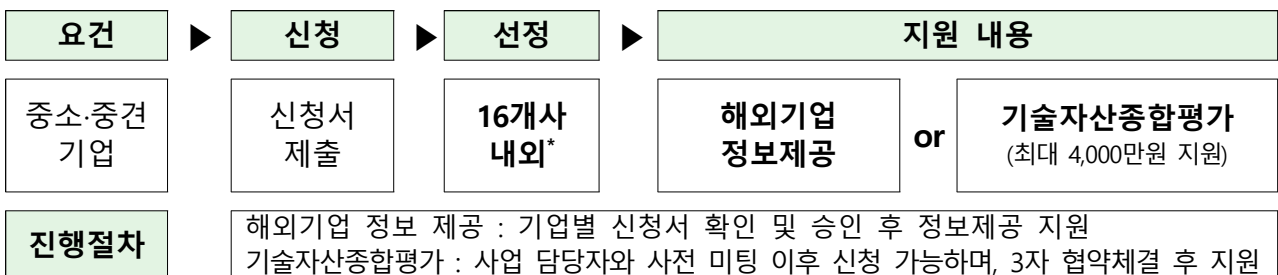 요건 ▶ 신청 ▶ 선정 ▶ 지원 내용
중소·중견
기업
신청서
제출
16개사
내외*
해외기업
정보제공
or
기술자산종합평가
(최대 4,000만원 지원)
진행절차
해외기업 정보 제공 : 기업별 신청서 확인 및 승인 후 정보제공 지원
기술자산종합평가 : 사업 담당자와 사전 미팅 이후 신청 가능하며, 3자 협약체결 후 지원